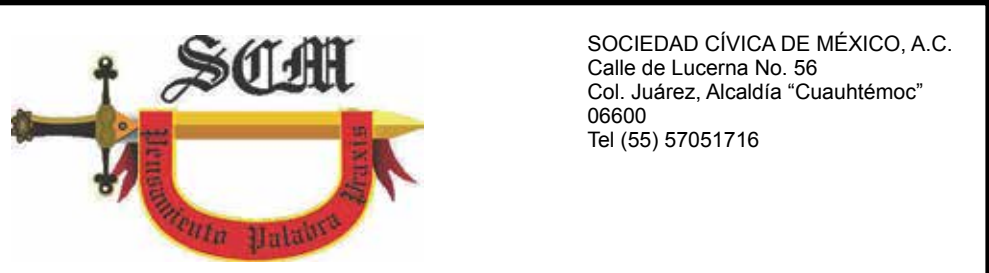 SCM
Pensamiento Palabra Praxis
SOCIEDAD CÍVICA DE MÉXICO, A.C.
Calle de Lucerna No. 56
Col. Juárez, Alcaldía “Cuauhtémoc”
06600
Tel (55) 57051716